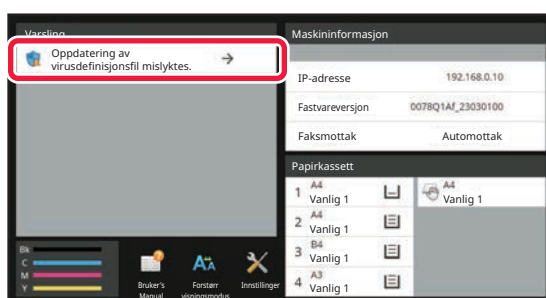 Varsling
Oppdatering av
virusdefinisjonsfil mislyktes.
Maskininformasjon
IP-adresse 192.168.0.10
Fastvareversjon 0078Q1Af_23030100
Faksmottak Automottak
Papirkassett
1 A4
Vanlig 1
A4
Vanlig 1
2 A4
Vanlig 1
3 B4
Vanlig 1
4 A3
Vanlig 1
Bk
C
M
Y
Bruker's
Manual
Forstørr
visningsmodus
Innstillinger